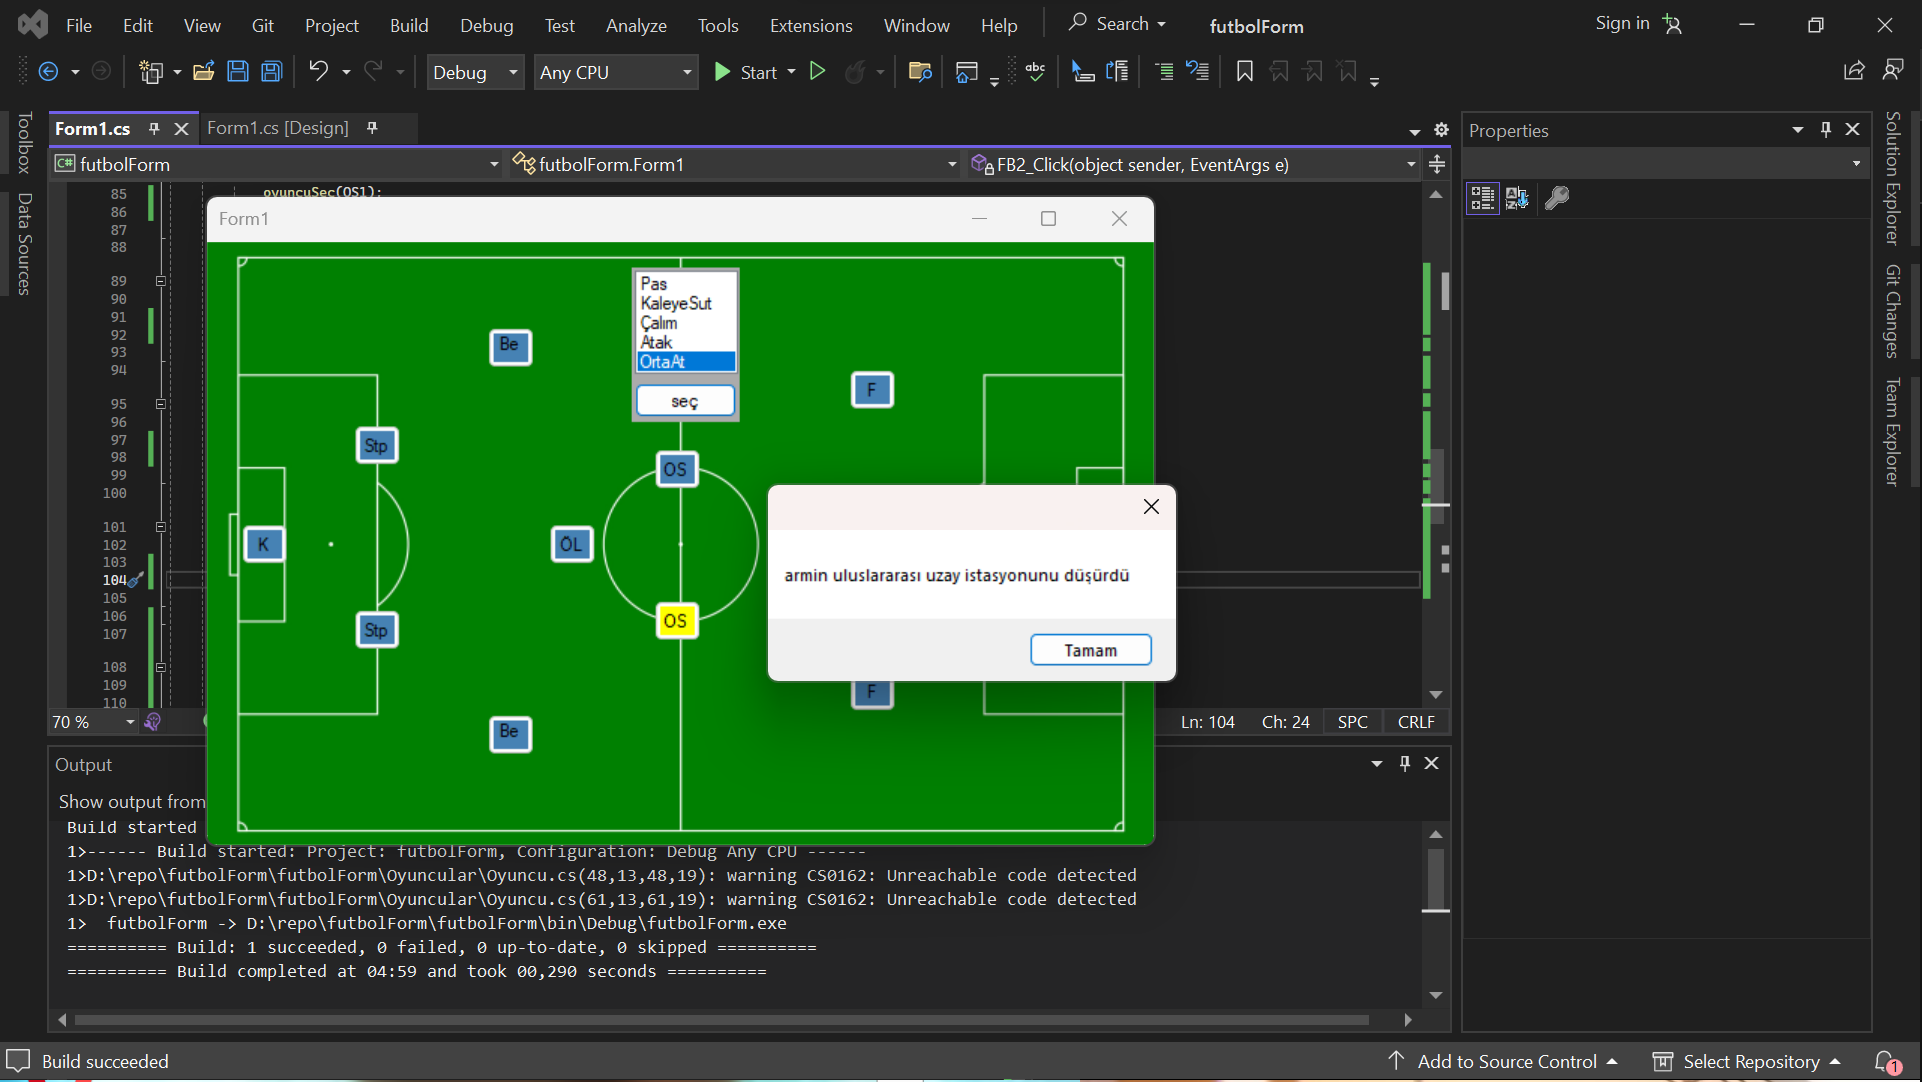 File Edit View Git Project Build Debug Test Analyze Tools Extensions Window Help Search futbolForm Sign in
Debug Any CPU Start abc
Toolbox
Data Sources
Form1.cs Form1.cs [Design]
C# futbolForm futbolForm.Form1 FB2_Click(object sender, EventArgs e)
85 oyuncuSec(OS1);
86
87
88
89
90
91
92
93
94
95
96
97
98
99
100
101
102
103
104
105
106
107
108
109
110
Form1
Pas
KaleyeSut
Çalım
Atak
OrtaAt
seç
Be
F
Stp
OS
K
ÖL
Stp
OS
F
Be
armin uluslararası uzay istasyonunu düşürdü
Tamam
70 % Ln: 104 Ch: 24 SPC CRLF
Output
Show output from
Build started
1>------ Build started: Project: futbolForm, Configuration: Debug Any CPU ------
1>D:\repo\futbolForm\futbolForm\Oyuncular\Oyuncu.cs(48,13,48,19): warning CS0162: Unreachable code detected
1>D:\repo\futbolForm\futbolForm\Oyuncular\Oyuncu.cs(61,13,61,19): warning CS0162: Unreachable code detected
1>  futbolForm -> D:\repo\futbolForm\futbolForm\bin\Debug\futbolForm.exe
========== Build: 1 succeeded, 0 failed, 0 up-to-date, 0 skipped ==========
========== Build completed at 04:59 and took 00,290 seconds ==========
Properties
Solution Explorer
Git Changes
Team Explorer
Build succeeded Add to Source Control Select Repository 1